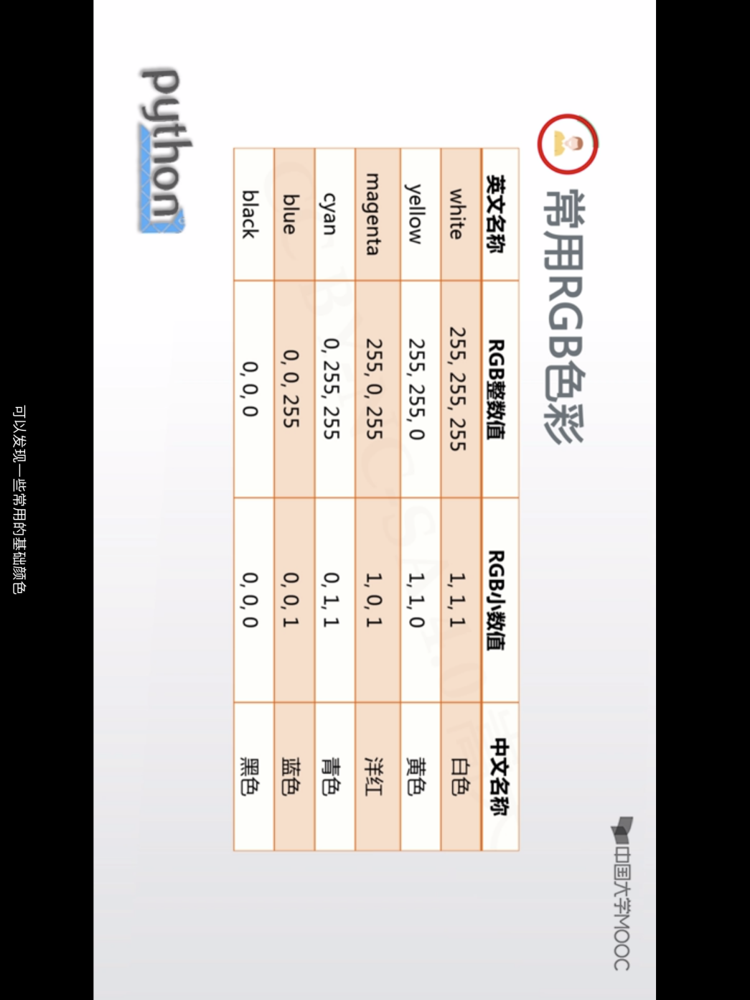 常用RGB色彩
中国大学MOOC
英文名称 RGB整数值 RGB小数值 中文名称
white 255, 255, 255 1, 1, 1 白色
yellow 255, 255, 0 1, 1, 0 黄色
magenta 255, 0, 255 1, 0, 1 洋红
cyan 0, 255, 255 0, 1, 1 青色
blue 0, 0, 255 0, 0, 1 蓝色
black 0, 0, 0 0, 0, 0 黑色
python
可以发现一些常用的基础颜色